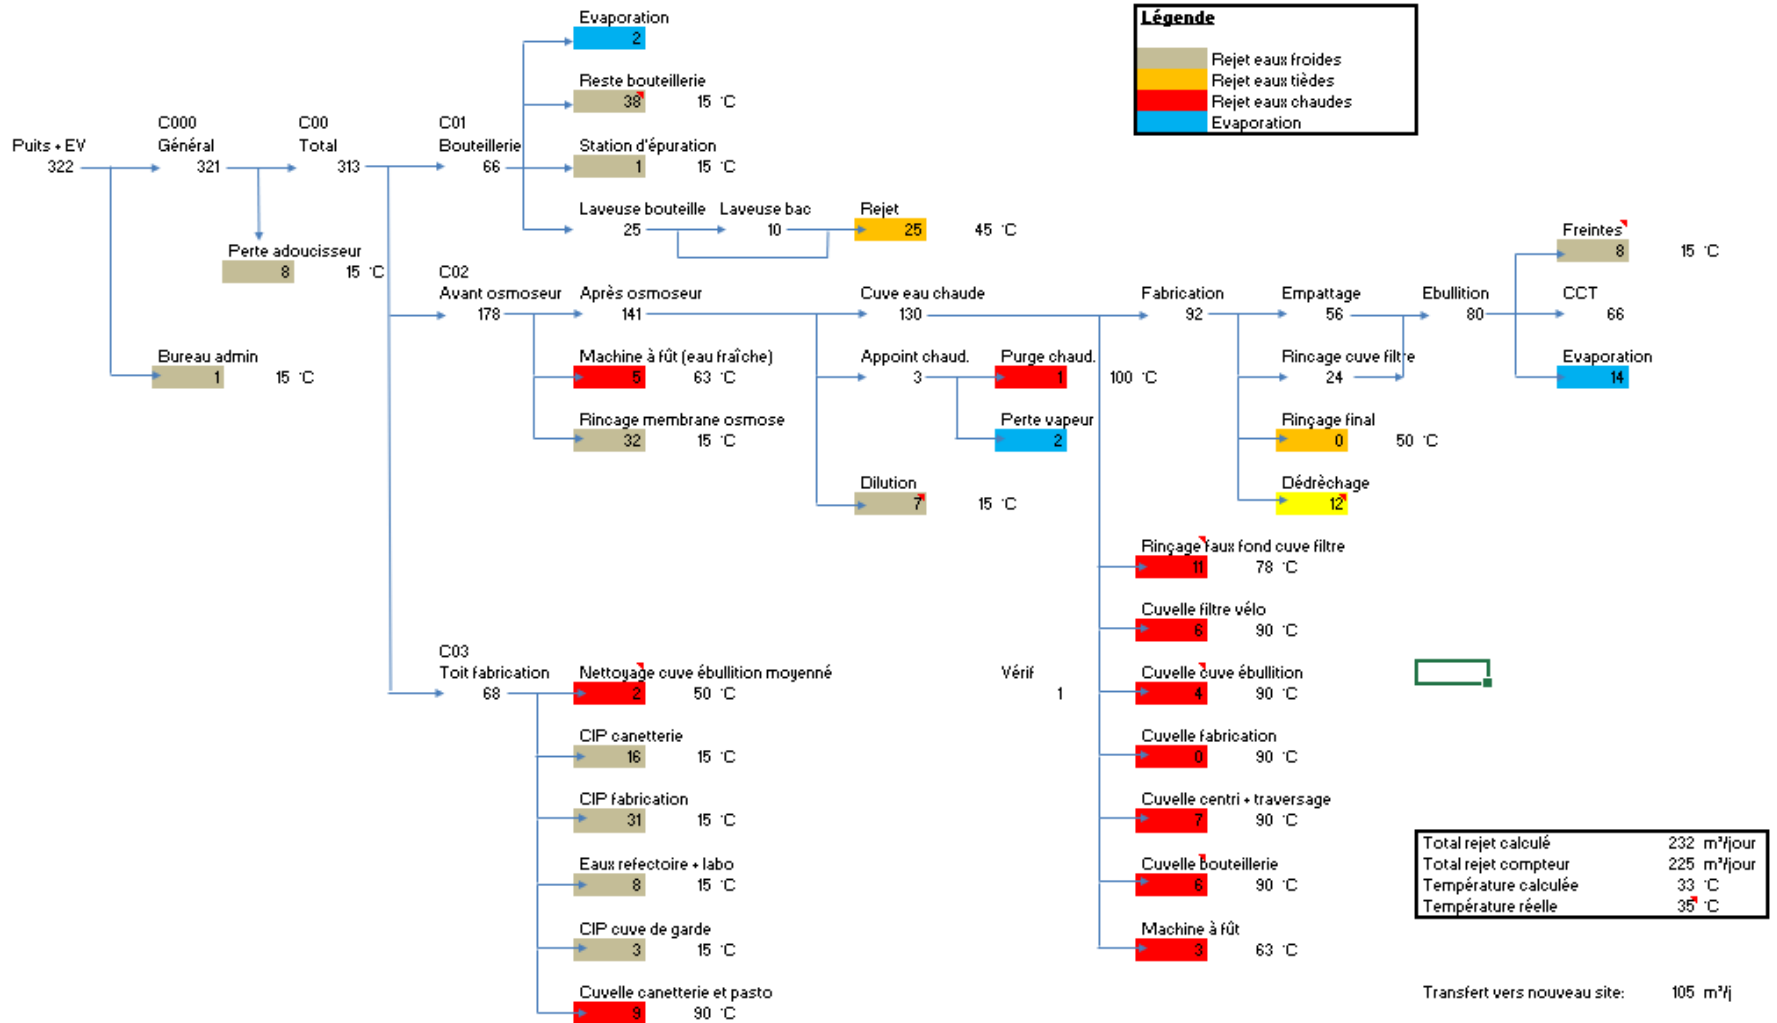 Evaporation
2
Légende
Rejet eaux froides
Rejet eaux tièdes
Rejet eaux chaudes
Evaporation
Reste bouteillerie
38 15 °C
C000 C00 C01
Puits + EV Général Total Bouteillerie Station d'épuration
322 321 313 66 1 15 °C
Laveuse bouteille Laveuse bac Rejet
25 10 25 45 °C
Freintes
8 15 °C
Perte adoucisseur
8 15 °C
C02
Avant osmoseur Après osmoseur Cuve eau chaude Fabrication Empattage Ebullition CCT
178 141 130 92 56 80 66
Bureau admin Machine à fût (eau fraîche) Appoint chaud. Purge chaud. Rincage cuve filtre Evaporation
1 15 °C 5 63 °C 3 1 100 °C 24 14
Rincage membrane osmose Perte vapeur Rinçage final
32 15 °C 2 0 50 °C
Dilution Dédrèchage
7 15 °C 12
Rinçage faux fond cuve filtre
11 78 °C
Cuvelle filtre vélo
6 90 °C
C03
Toit fabrication Nettoyage cuve ébullition moyenné Vérif Cuvelle cuve ébullition
68 2 50 °C 1 4 90 °C
CIP canetterie Cuvelle fabrication
16 15 °C 0 90 °C
CIP fabrication Cuvelle centri + traversage
31 15 °C 7 90 °C
Eaux refectoire + labo Cuvelle bouteillerie
8 15 °C 6 90 °C
CIP cuve de garde Machine à fût
3 15 °C 3 63 °C
Cuvelle canetterie et pasto
9 90 °C
Total rejet calculé 232 m³/jour
Total rejet compteur 225 m³/jour
Température calculée 33 °C
Température réelle 35 °C
Transfert vers nouveau site: 105 m³/j